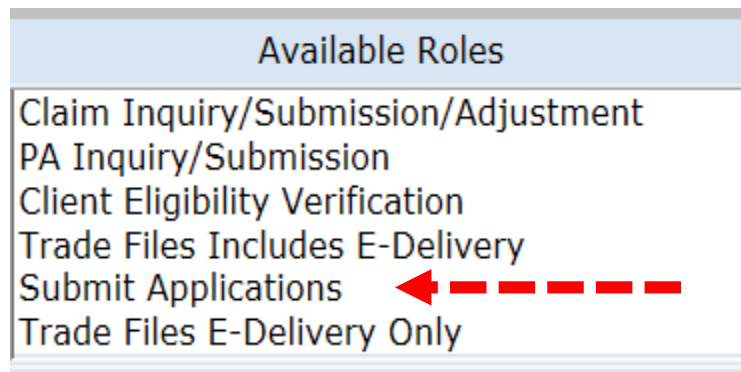 Available Roles
Claim Inquiry/Submission/Adjustment
PA Inquiry/Submission
Client Eligibility Verification
Trade Files Includes E-Delivery
Submit Applications
Trade Files E-Delivery Only